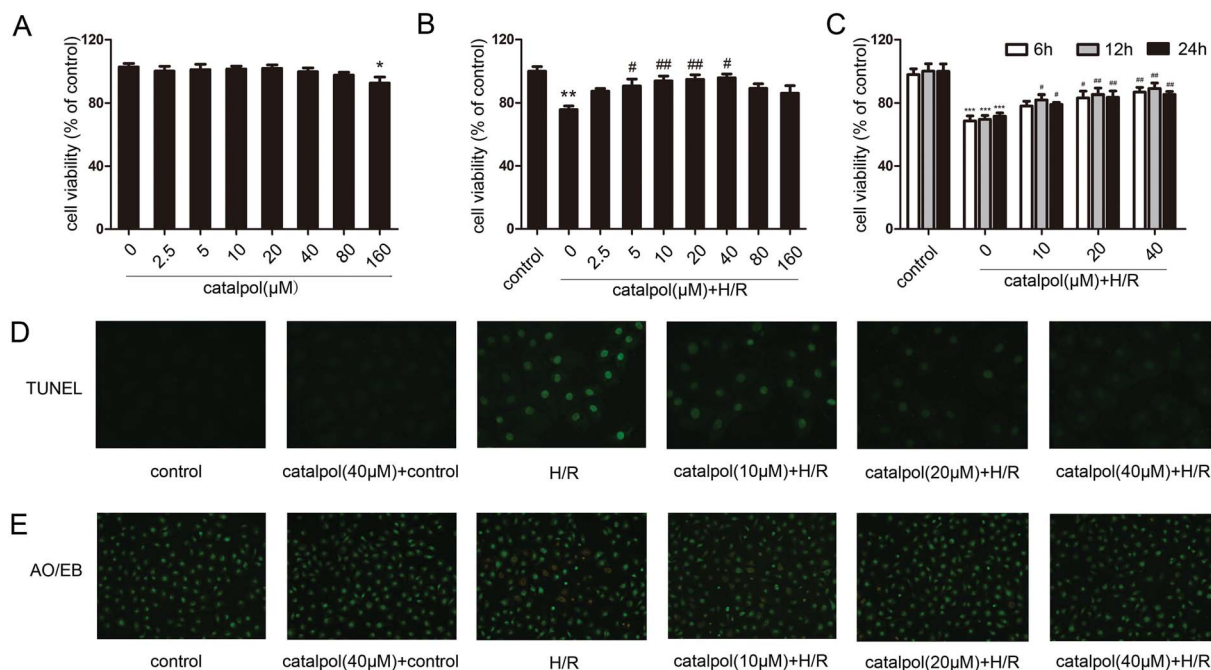 A
cell viability (% of control)
120
80
40
0
*
0 2.5 5 10 20 40 80 160
catalpol(μM)
B
cell viability (% of control)
120
80
40
0
** # ## ## #
control 0 2.5 5 10 20 40 80 160
catalpol(μM)+H/R
C
cell viability (% of control)
120
80
40
0
6h 12h 24h
*** *** *** # # # ## ## ## ## ##
control 0 10 20 40
catalpol(μM)+H/R
D
TUNEL
control catalpol(40μM)+control H/R catalpol(10μM)+H/R catalpol(20μM)+H/R catalpol(40μM)+H/R
E
AO/EB
control catalpol(40μM)+control H/R catalpol(10μM)+H/R catalpol(20μM)+H/R catalpol(40μM)+H/R